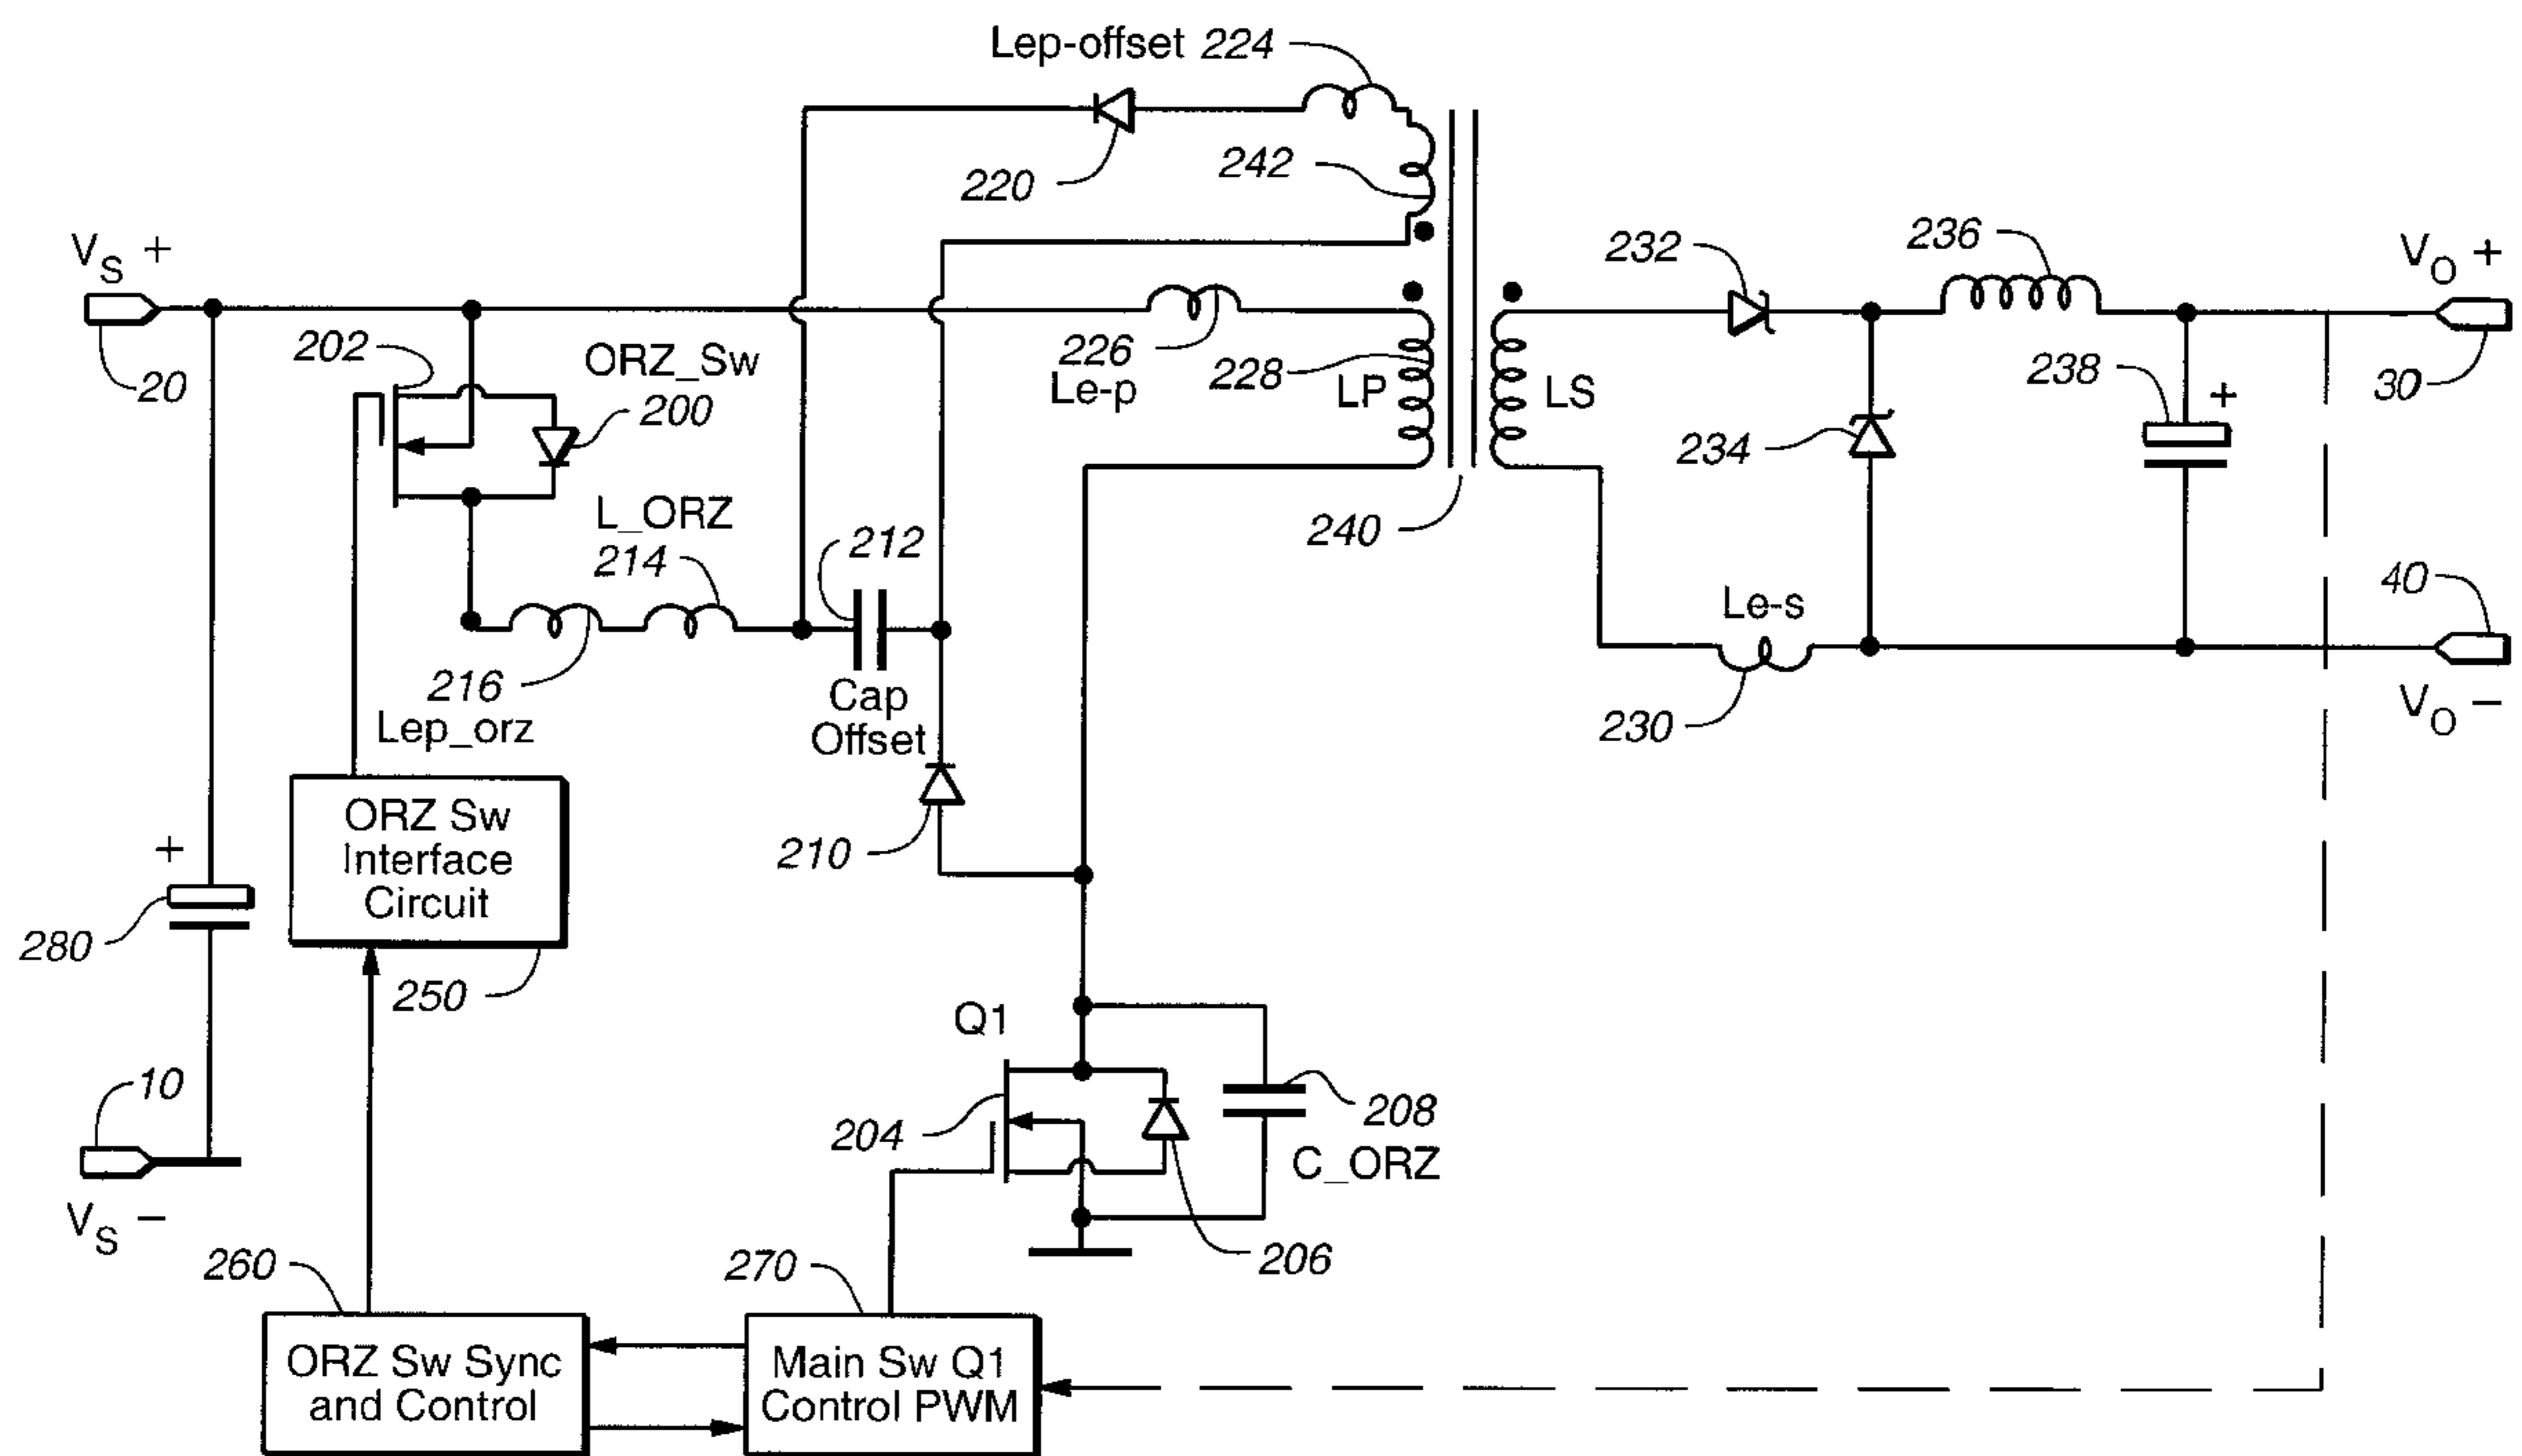 Lep-offset 224
242
220
VS +
20
202
ORZ_Sw
200
226
Le-p
228
LP
LS
232
236
VO +
238
+
30
234
240
L_ORZ
214
212
216
Lep_orz
Cap
Offset
Le-s
230
40
VO −
ORZ Sw
Interface
Circuit
+
280
250
210
Q1
204
208
C_ORZ
206
10
VS −
260
270
ORZ Sw Sync
and Control
Main Sw Q1
Control PWM